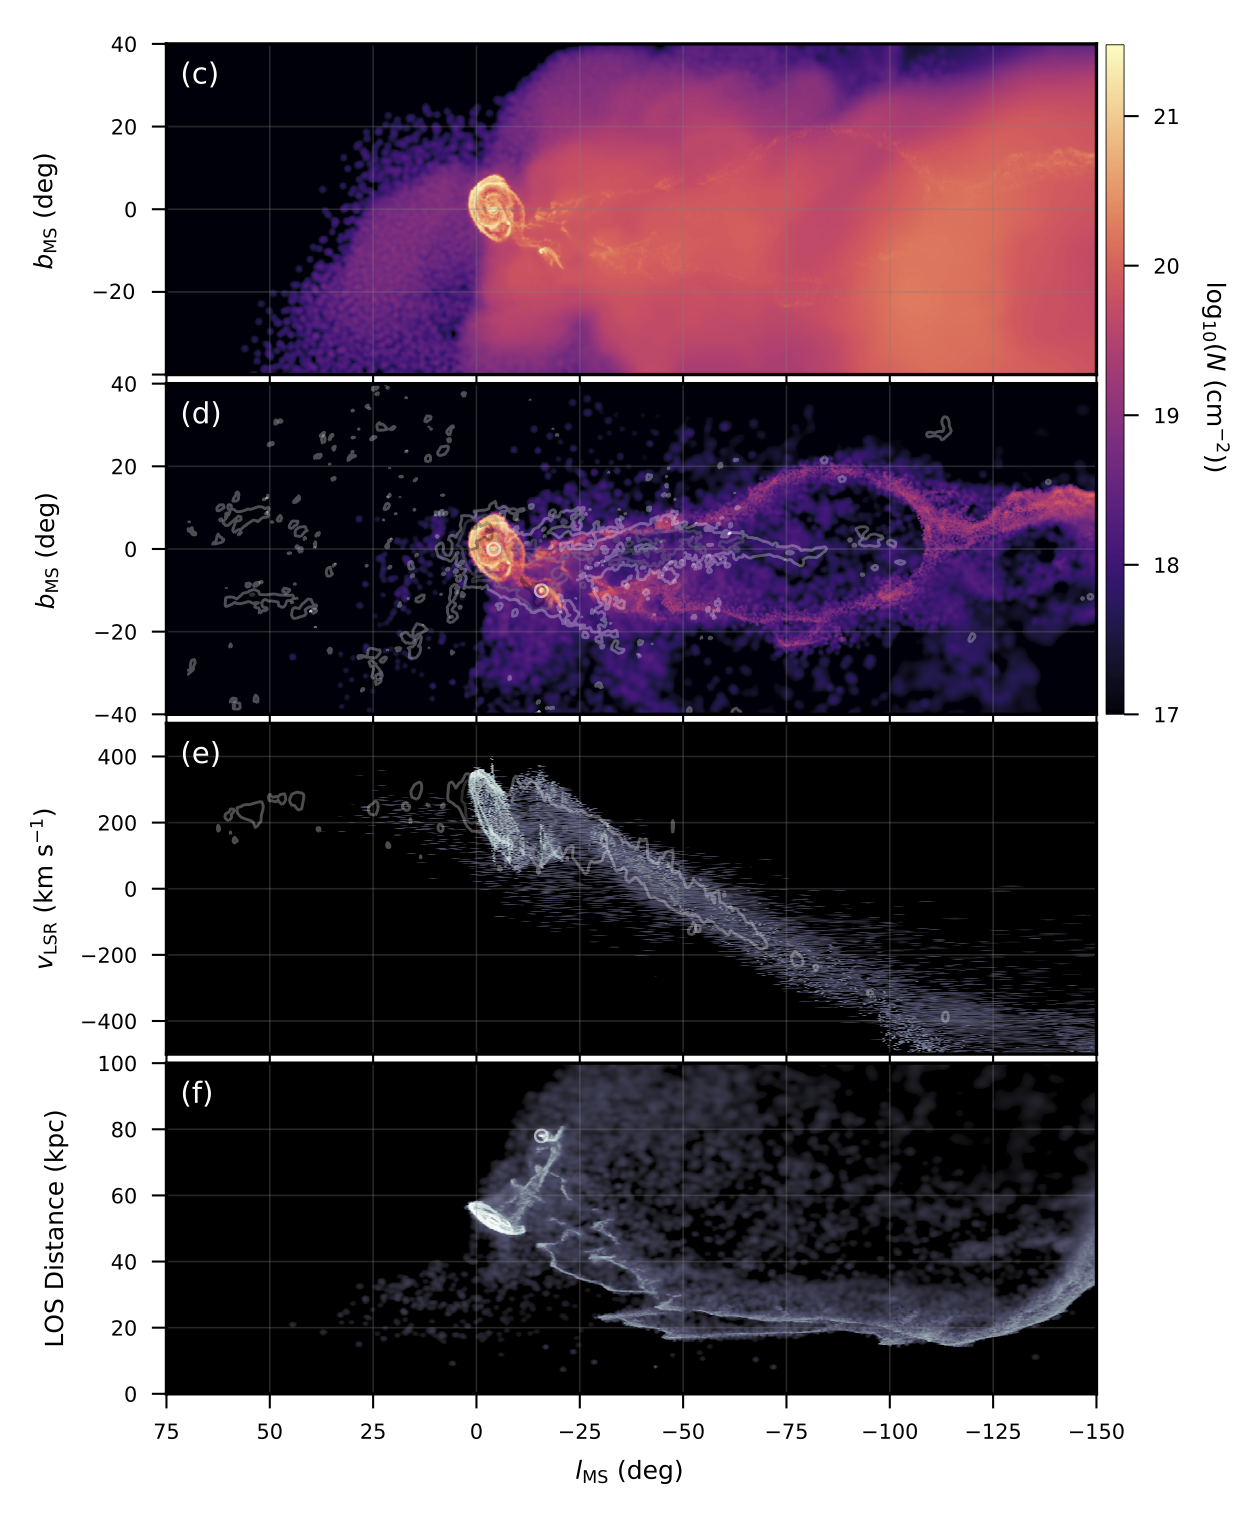 (c)
40
20
0
−20
b_MS (deg)
(d)
40
20
0
−20
−40
b_MS (deg)
21
20
19
18
17
log₁₀(N (cm⁻²))
(e)
400
200
0
−200
−400
v_LSR (km s⁻¹)
(f)
100
80
60
40
20
0
LOS Distance (kpc)
75 50 25 0 −25 −50 −75 −100 −125 −150
l_MS (deg)